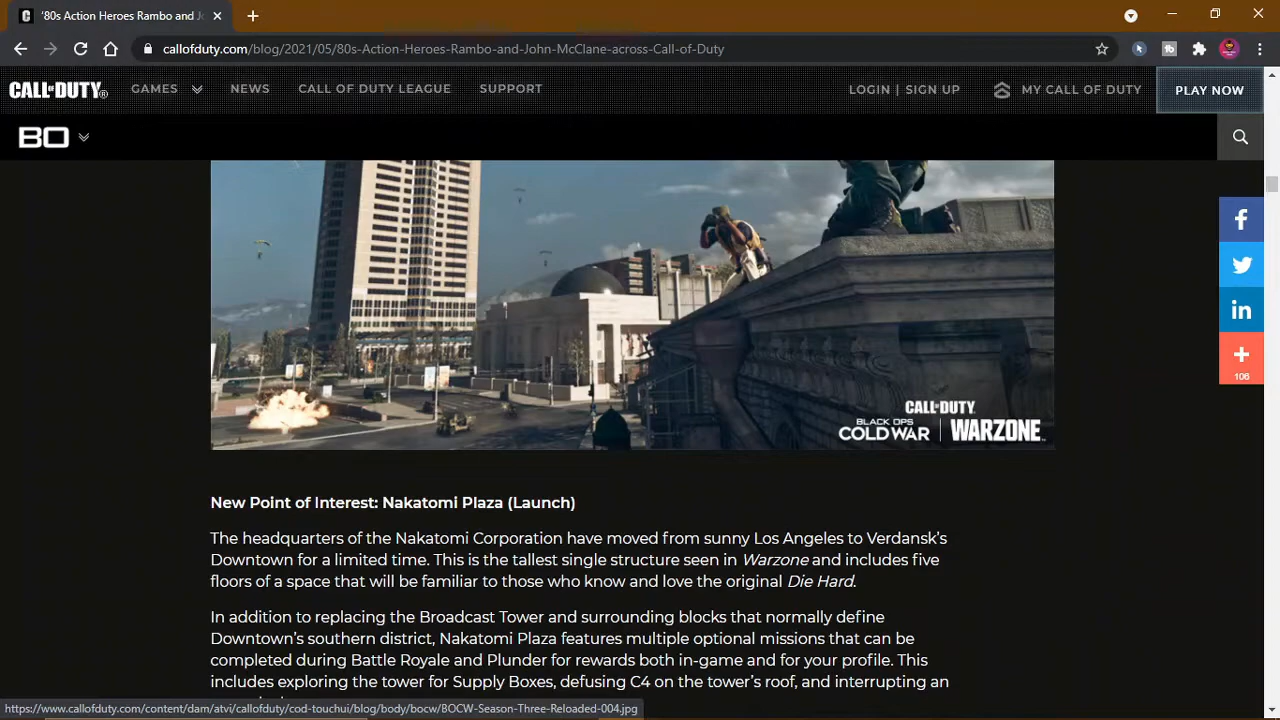 '80s Action Heroes Rambo and Jo
callofduty.com/blog/2021/05/80s-Action-Heroes-Rambo-and-John-McClane-across-Call-of-Duty
CALL OF DUTY® GAMES NEWS CALL OF DUTY LEAGUE SUPPORT LOGIN | SIGN UP MY CALL OF DUTY PLAY NOW
BO
106
CALL OF DUTY
BLACK OPS
COLD WAR | WARZONE™
New Point of Interest: Nakatomi Plaza (Launch)
The headquarters of the Nakatomi Corporation have moved from sunny Los Angeles to Verdansk's
Downtown for a limited time. This is the tallest single structure seen in Warzone and includes five
floors of a space that will be familiar to those who know and love the original Die Hard.
In addition to replacing the Broadcast Tower and surrounding blocks that normally define
Downtown's southern district, Nakatomi Plaza features multiple optional missions that can be
completed during Battle Royale and Plunder for rewards both in-game and for your profile. This
includes exploring the tower for Supply Boxes, defusing C4 on the tower's roof, and interrupting an
https://www.callofduty.com/content/dam/atvi/callofduty/cod-touchui/blog/body/bocw/BOCW-Season-Three-Reloaded-004.jpg